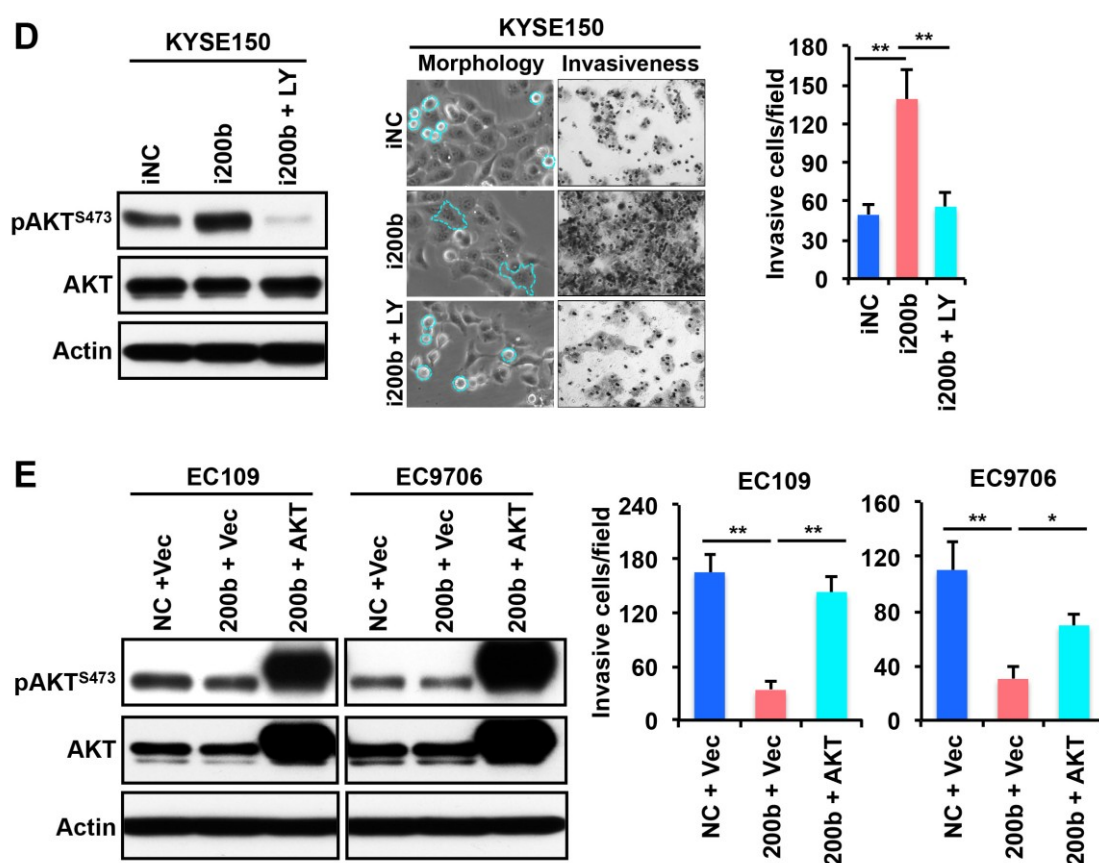 D
KYSE150
iNC
i200b
i200b + LY
pAKTS473
AKT
Actin
KYSE150
Morphology
Invasiveness
iNC
i200b
i200b + LY
Invasive cells/field
180
150
120
90
60
30
0
**
**
iNC
i200b
i200b + LY
E
EC109
EC9706
NC +Vec
200b + Vec
200b + AKT
NC +Vec
200b + Vec
200b + AKT
pAKTS473
AKT
Actin
EC109
Invasive cells/field
240
180
120
60
0
**
**
NC + Vec
200b + Vec
200b + AKT
EC9706
160
120
80
40
0
**
*
NC + Vec
200b + Vec
200b + AKT